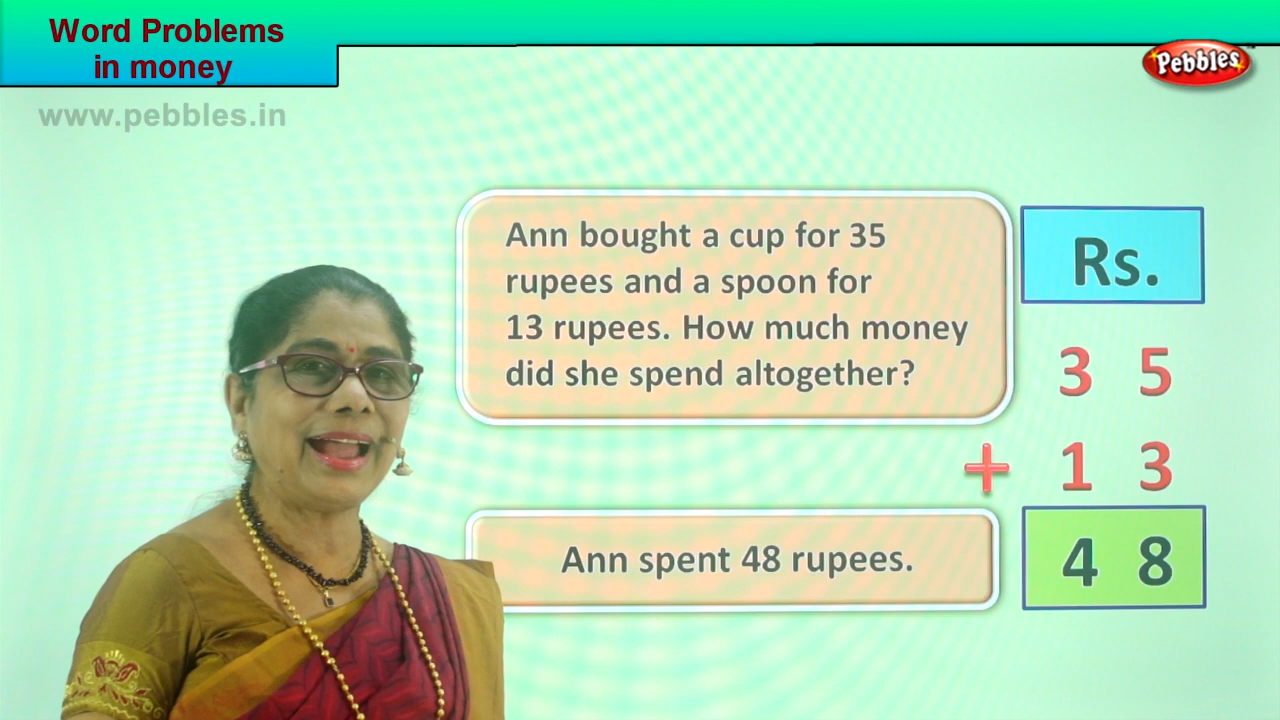 Word Problems
in money
Pebbles
www.pebbles.in
Ann bought a cup for 35
rupees and a spoon for
13 rupees. How much money
did she spend altogether?
Rs.
3 5
+ 1 3
4 8
Ann spent 48 rupees.